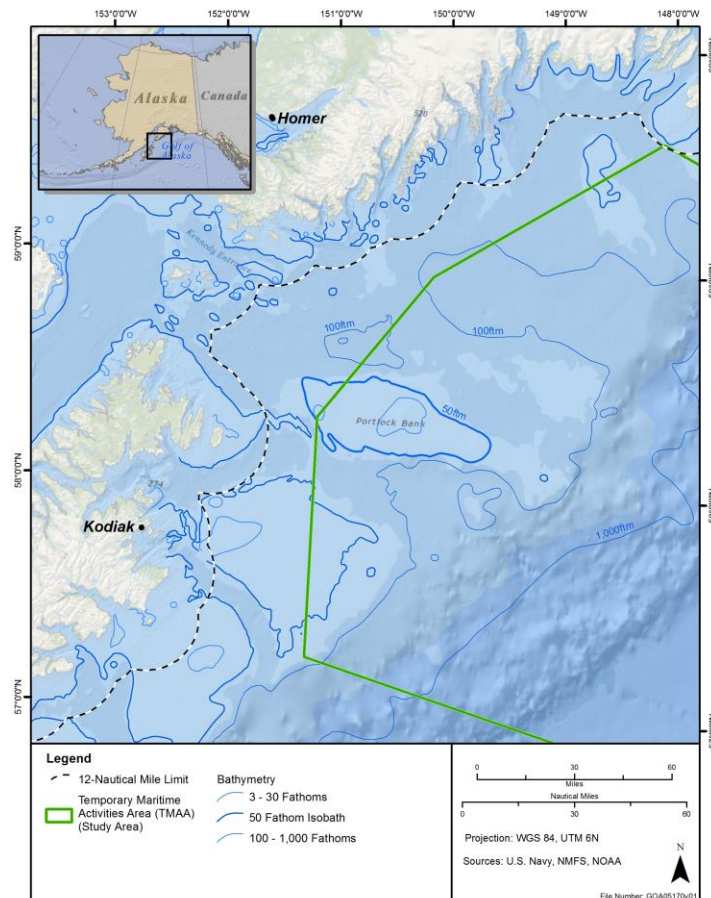 153°0'0"W
152°0'0"W
151°0'0"W
150°0'0"W
149°0'0"W
148°0'0"W
Alaska
Canada
Gulf of
Alaska
Homer
528
59°0'0"N
Kennedy Entrance
100ftm
100ftm
50ftm
Portlock Bank
58°0'0"N
274
Kodiak
1,000ftm
57°0'0"N
Legend
12-Nautical Mile Limit
Temporary Maritime
Activities Area (TMAA)
(Study Area)
Bathymetry
3 - 30 Fathoms
50 Fathom Isobath
100 - 1,000 Fathoms
0 30 60
Miles
Nautical Miles
0 30 60
Projection: WGS 84, UTM 6N
Sources: U.S. Navy, NMFS, NOAA
N
File Number: GOA05170v01